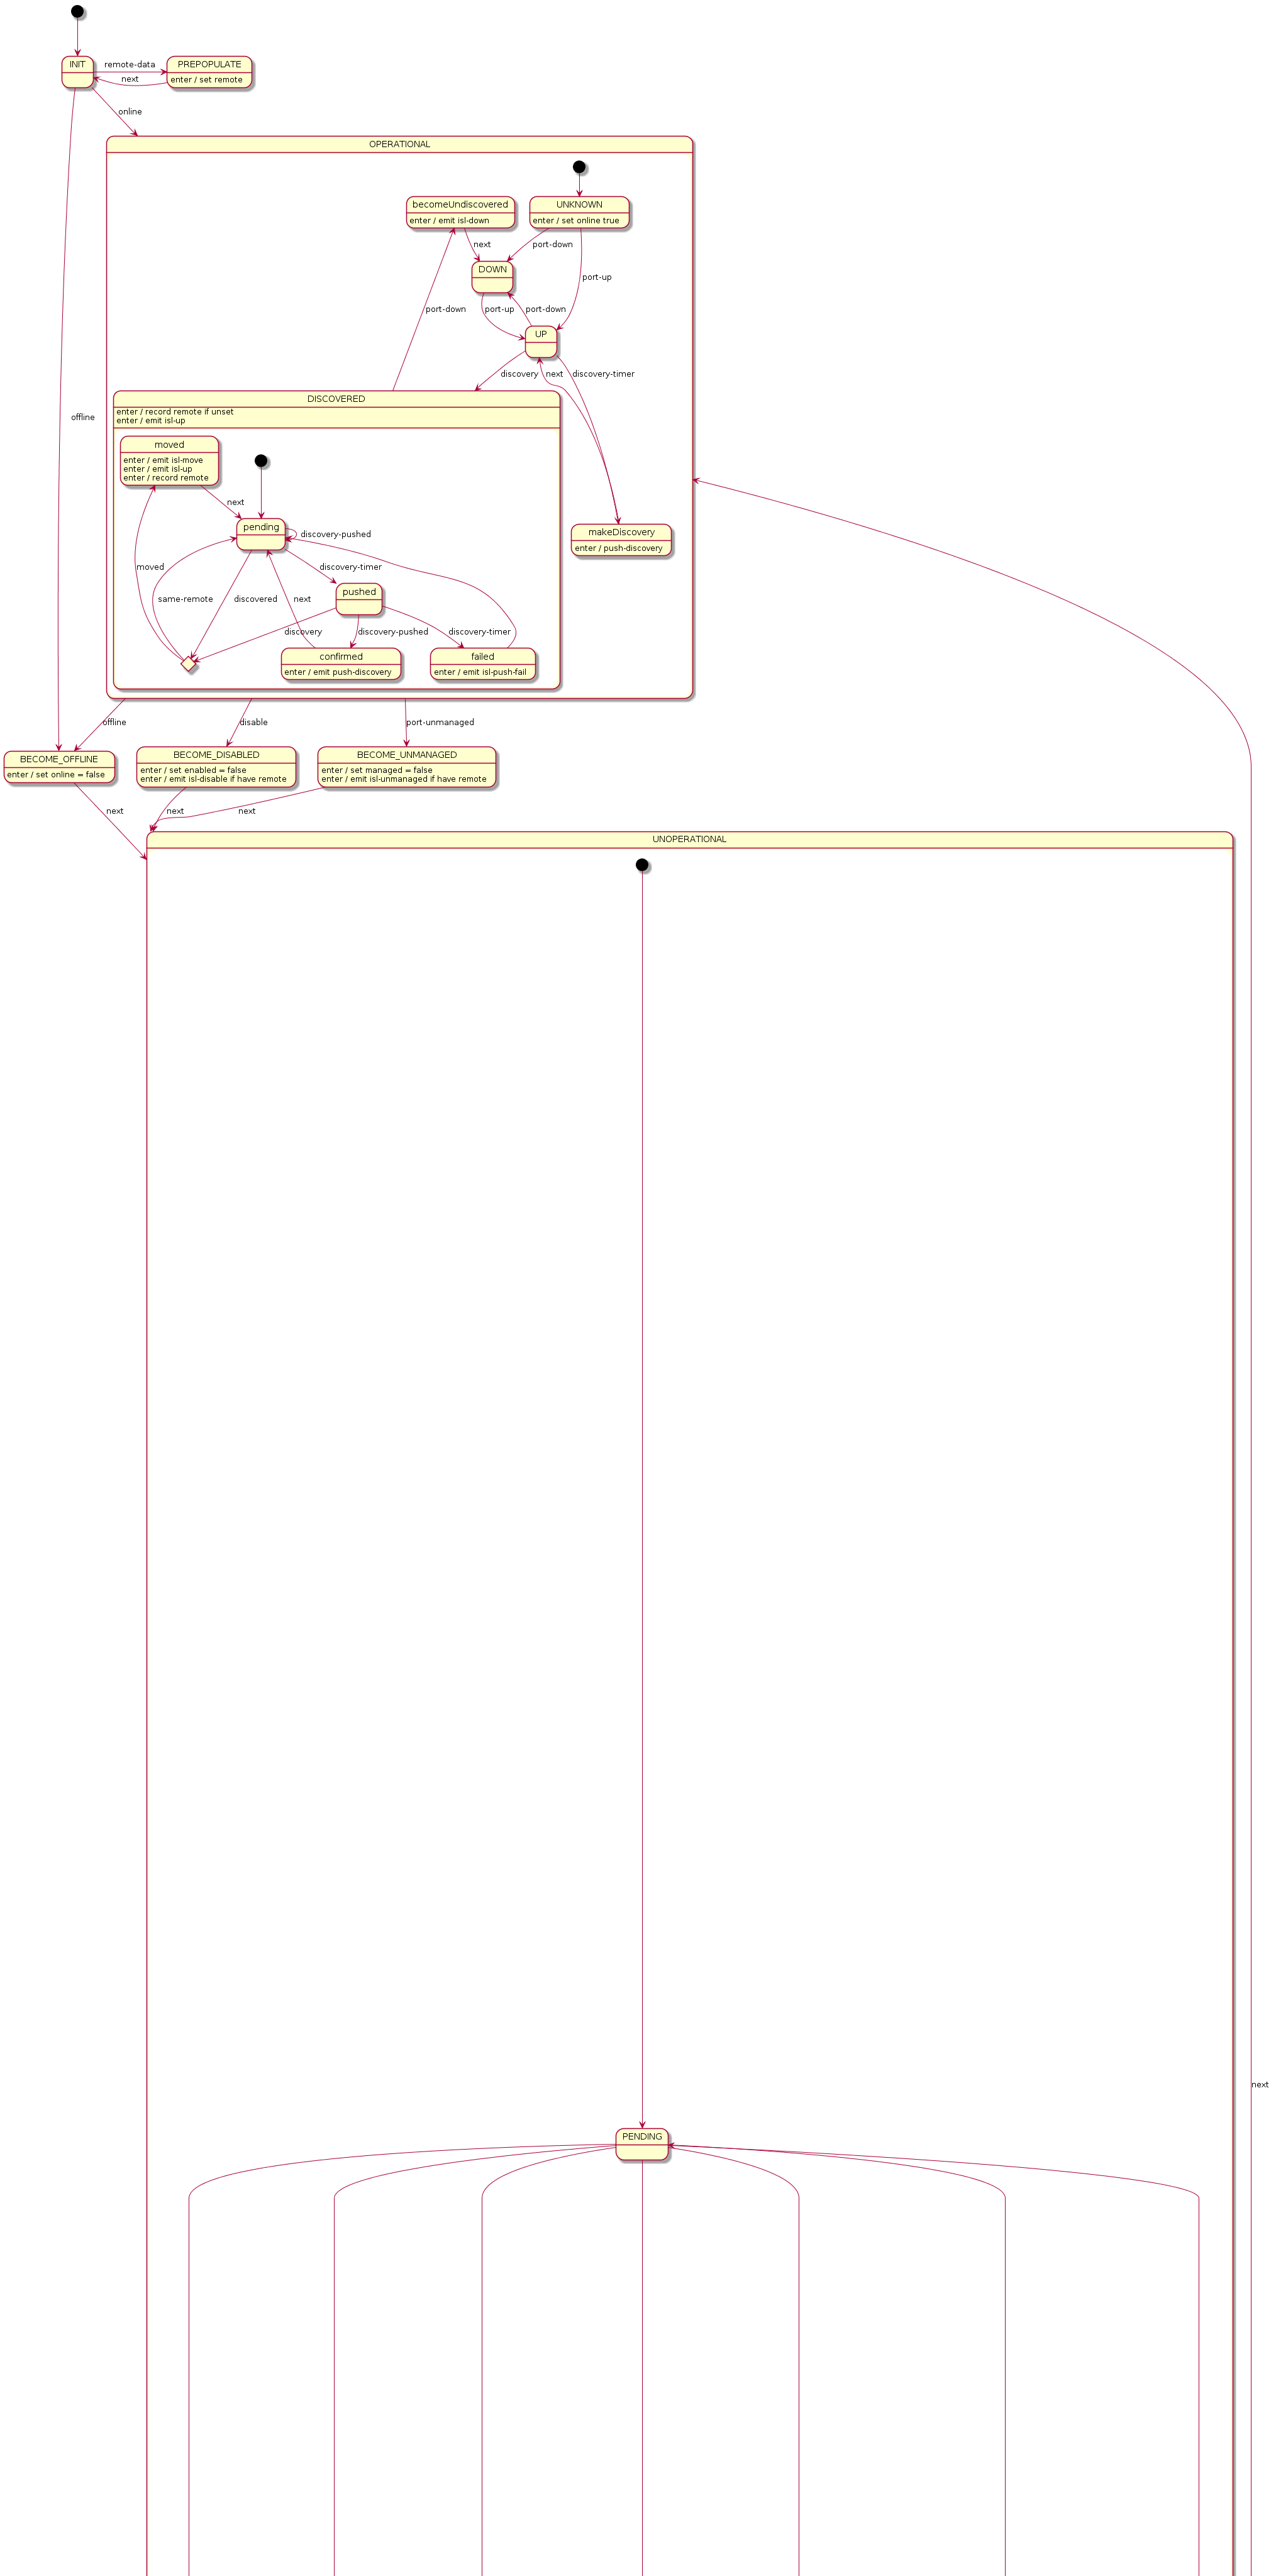 INIT
remote-data
PREPOPULATE
next
enter / set remote
online
OPERATIONAL
becomeUndiscovered
enter / emit isl-down
UNKNOWN
enter / set online true
next
port-down
DOWN
port-up
port-down
port-up
port-down
UP
discovery
next
discovery-timer
DISCOVERED
enter / record remote if unset
enter / emit isl-up
offline
moved
enter / emit isl-move
enter / emit isl-up
enter / record remote
next
pending
discovery-pushed
makeDiscovery
enter / push-discovery
moved
discovery-timer
same-remote
discovered
next
pushed
discovery
discovery-pushed
discovery-timer
confirmed
enter / emit push-discovery
failed
enter / emit isl-push-fail
offline
disable
port-unmanaged
BECOME_OFFLINE
enter / set online = false
BECOME_DISABLED
enter / set enabled = false
enter / emit isl-disable if have remote
BECOME_UNMANAGED
enter / set managed = false
enter / emit isl-unmanaged if have remote
next
next
next
UNOPERATIONAL
next
PENDING